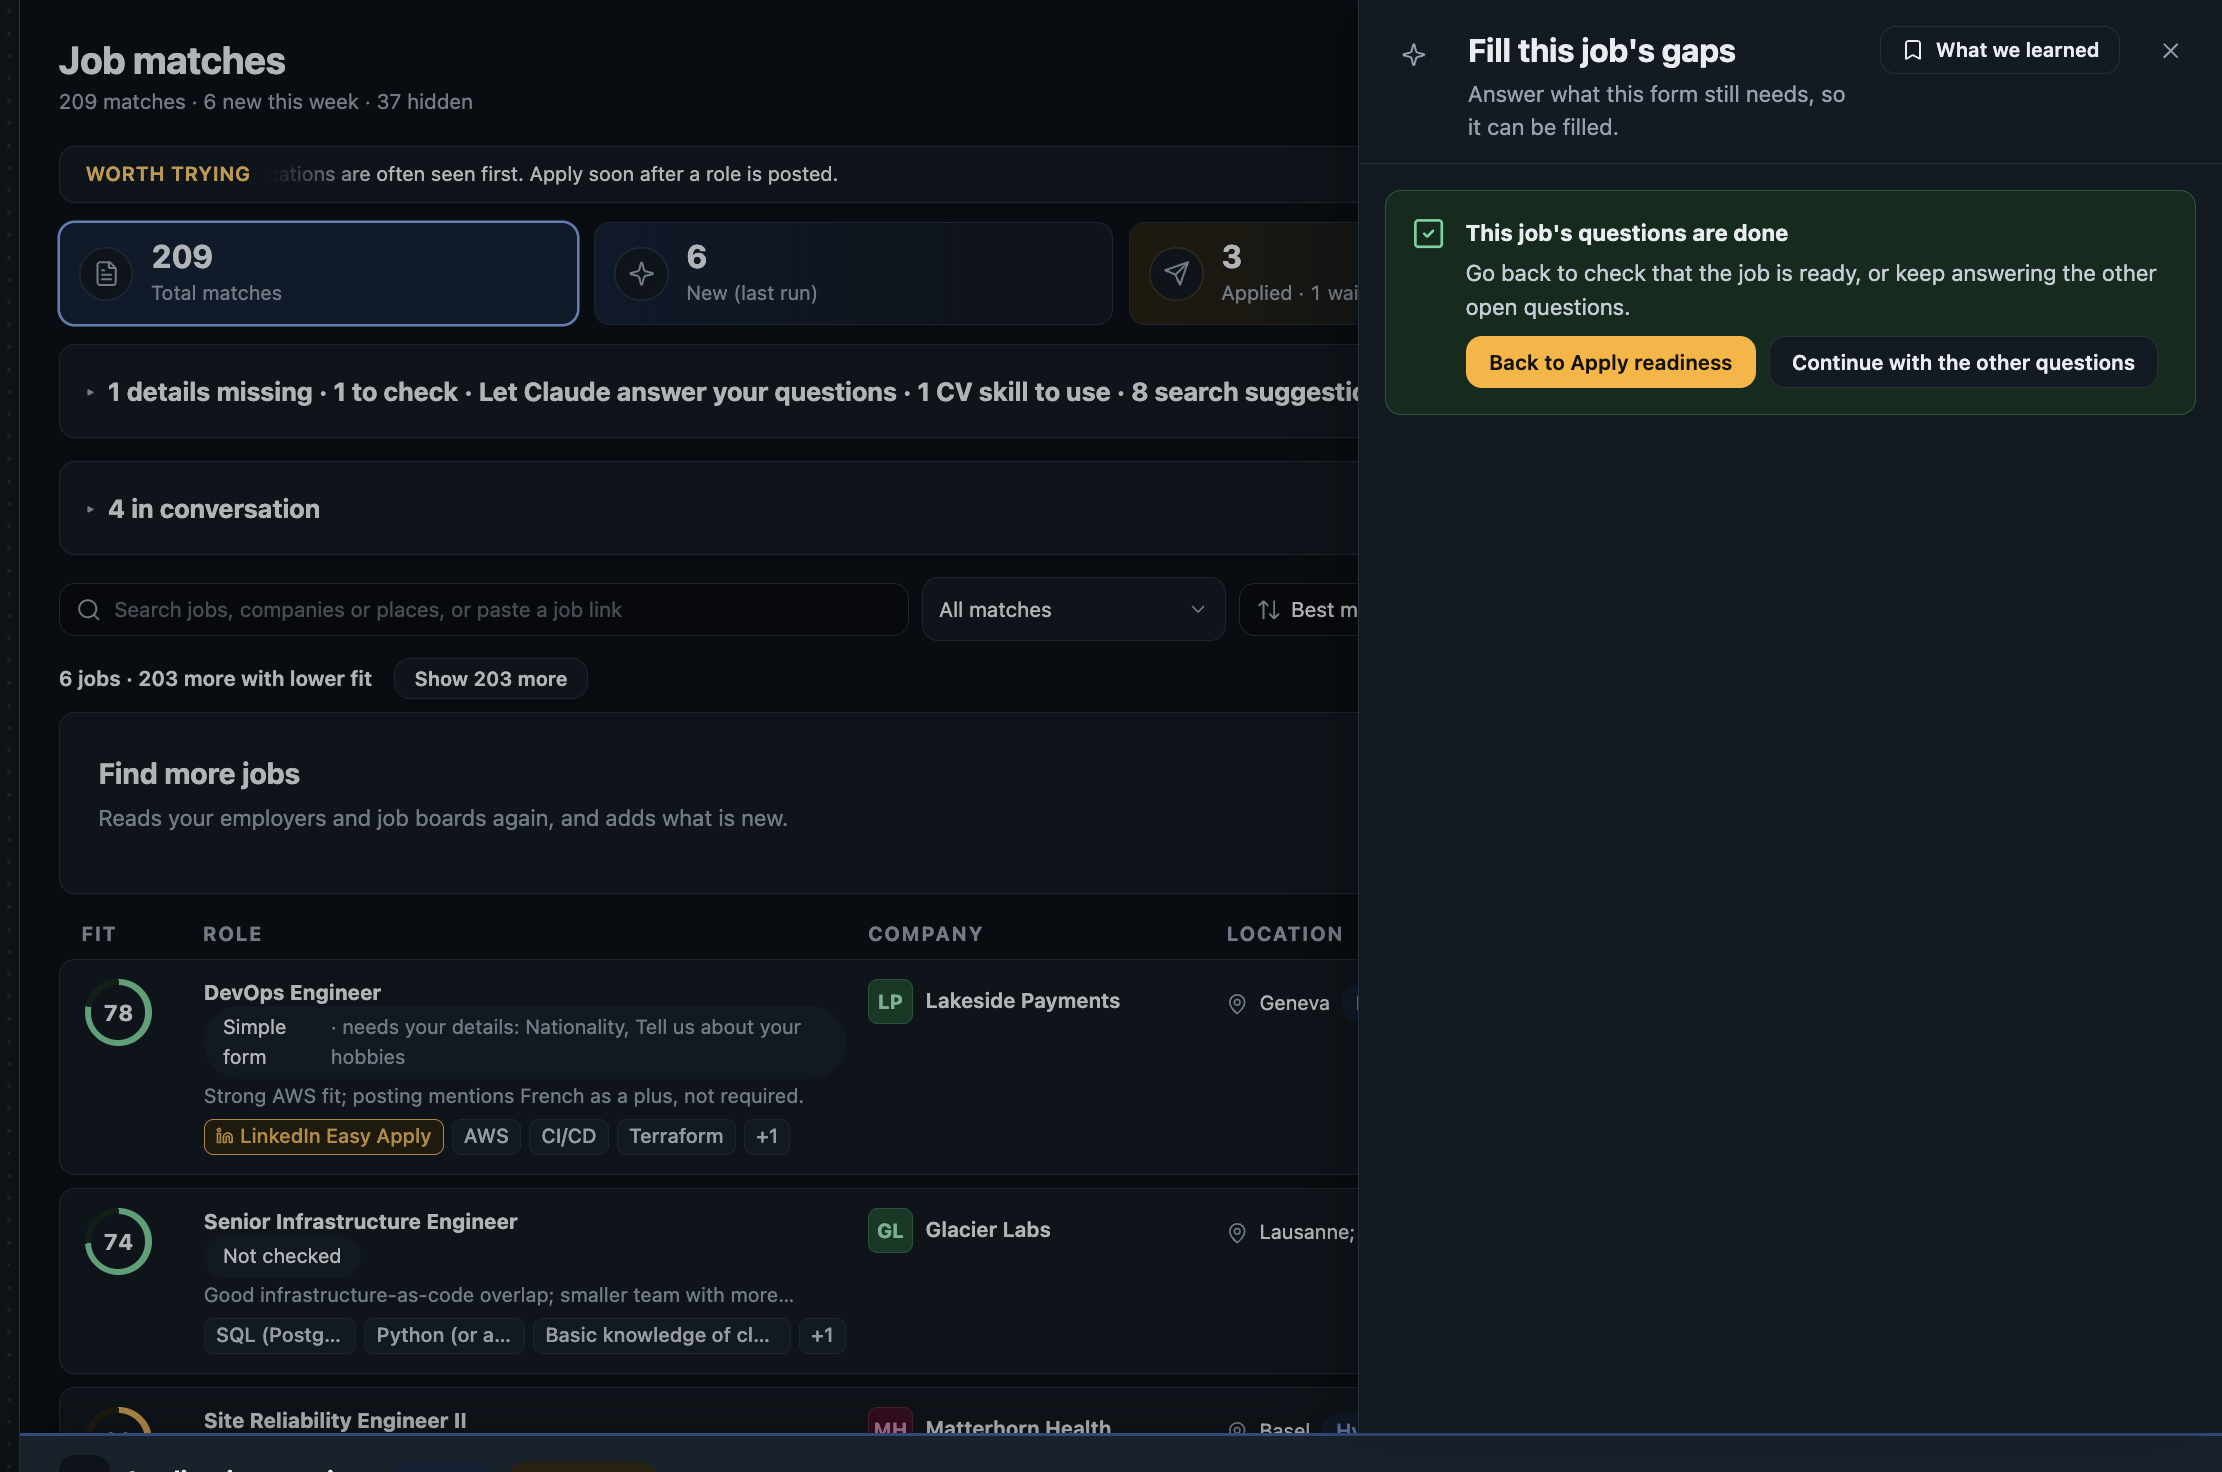 Job matches
209 matches · 6 new this week · 37 hidden
WORTH TRYING
are often seen first. Apply soon after a role is posted.
209
Total matches
6
New (last run)
3
Applied · 1
1 details missing · 1 to check · Let Claude answer your questions · 1 CV skill to use · 8 search
4 in conversation
Search jobs, companies or places, or paste a job link
All matches
Best
6 jobs · 203 more with lower fit
Show 203 more
Find more jobs
Reads your employers and job boards again, and adds what is new.
FIT ROLE COMPANY LOCATION
78
DevOps Engineer
Simple form
· needs your details: Nationality, Tell us about your
hobbies
Strong AWS fit; posting mentions French as a plus, not required.
LinkedIn Easy Apply AWS CI/CD Terraform +1
LP Lakeside Payments
Geneva
74
Senior Infrastructure Engineer
Not checked
Good infrastructure-as-code overlap; smaller team with more...
SQL (Postg... Python (or a... Basic knowledge of cl... +1
GL Glacier Labs
Lausanne;
Site Reliability Engineer II
MH Matterhorn Health
Basel
Fill this job's gaps
Answer what this form still needs, so
it can be filled.
What we learned
This job's questions are done
Go back to check that the job is ready, or keep answering the other
open questions.
Back to Apply readiness
Continue with the other questions